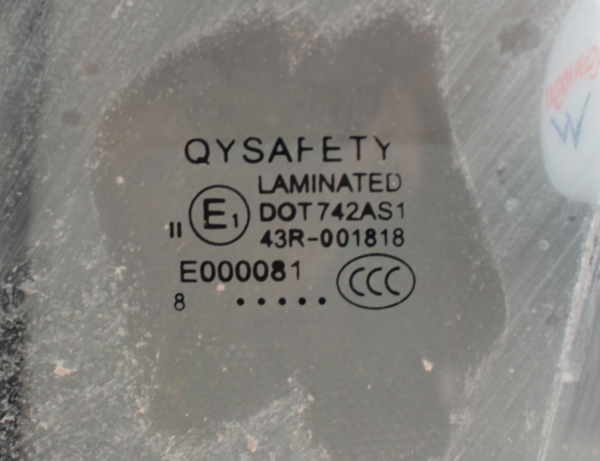 QYSAFETY
LAMINATED
II E1 DOT742AS1
43R-001818
E000081 CCC
8 •••••